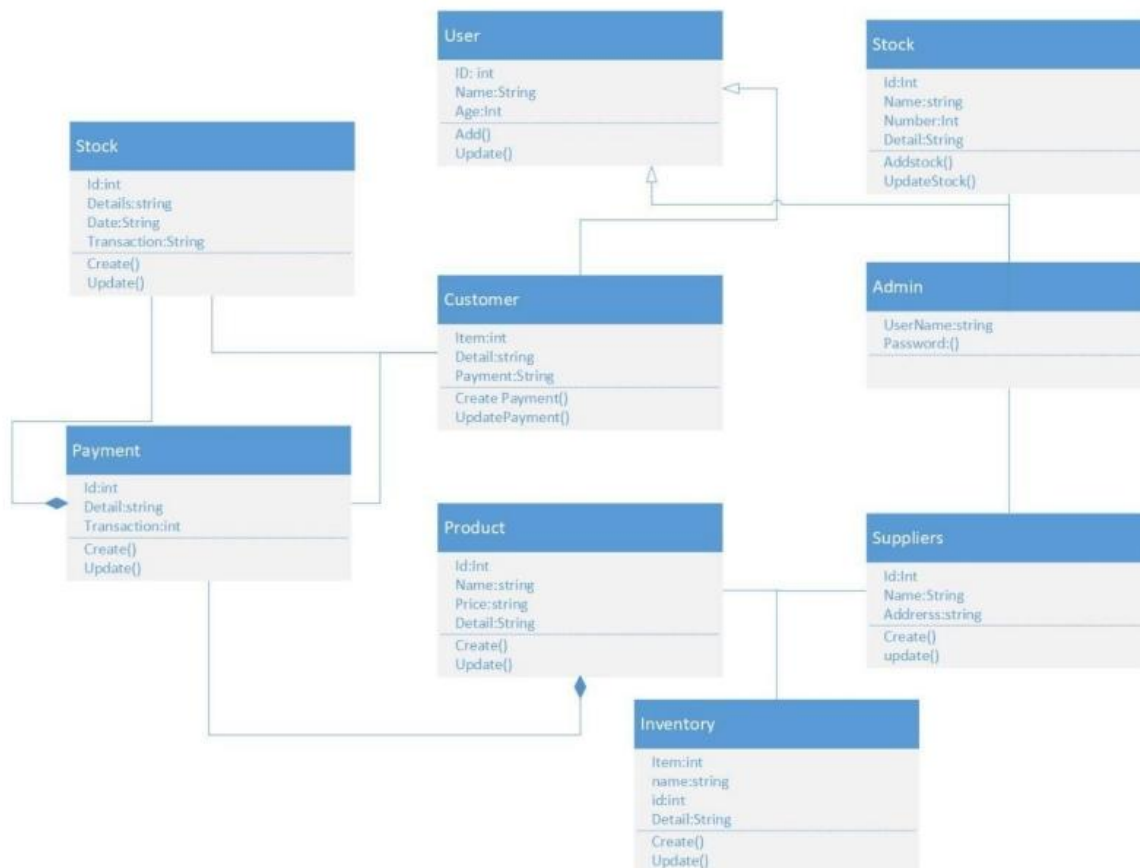 User
ID: int
Name:String
Age:Int
Add()
Update()
Stock
Id:Int
Name:string
Number:Int
Detail:String
Addstock()
UpdateStock()
Stock
Id:int
Details:string
Date:String
Transaction:String
Create()
Update()
Customer
Item:int
Detail:string
Payment:String
Create Payment()
UpdatePayment()
Admin
UserName:string
Password:()
Payment
Id:int
Detail:string
Transaction:int
Create()
Update()
Product
Id:Int
Name:string
Price:string
Detail:String
Create()
Update()
Suppliers
Id:Int
Name:String
Addrerss:string
Create()
update()
Inventory
Item:int
name:string
id:int
Detail:String
Create()
Update()